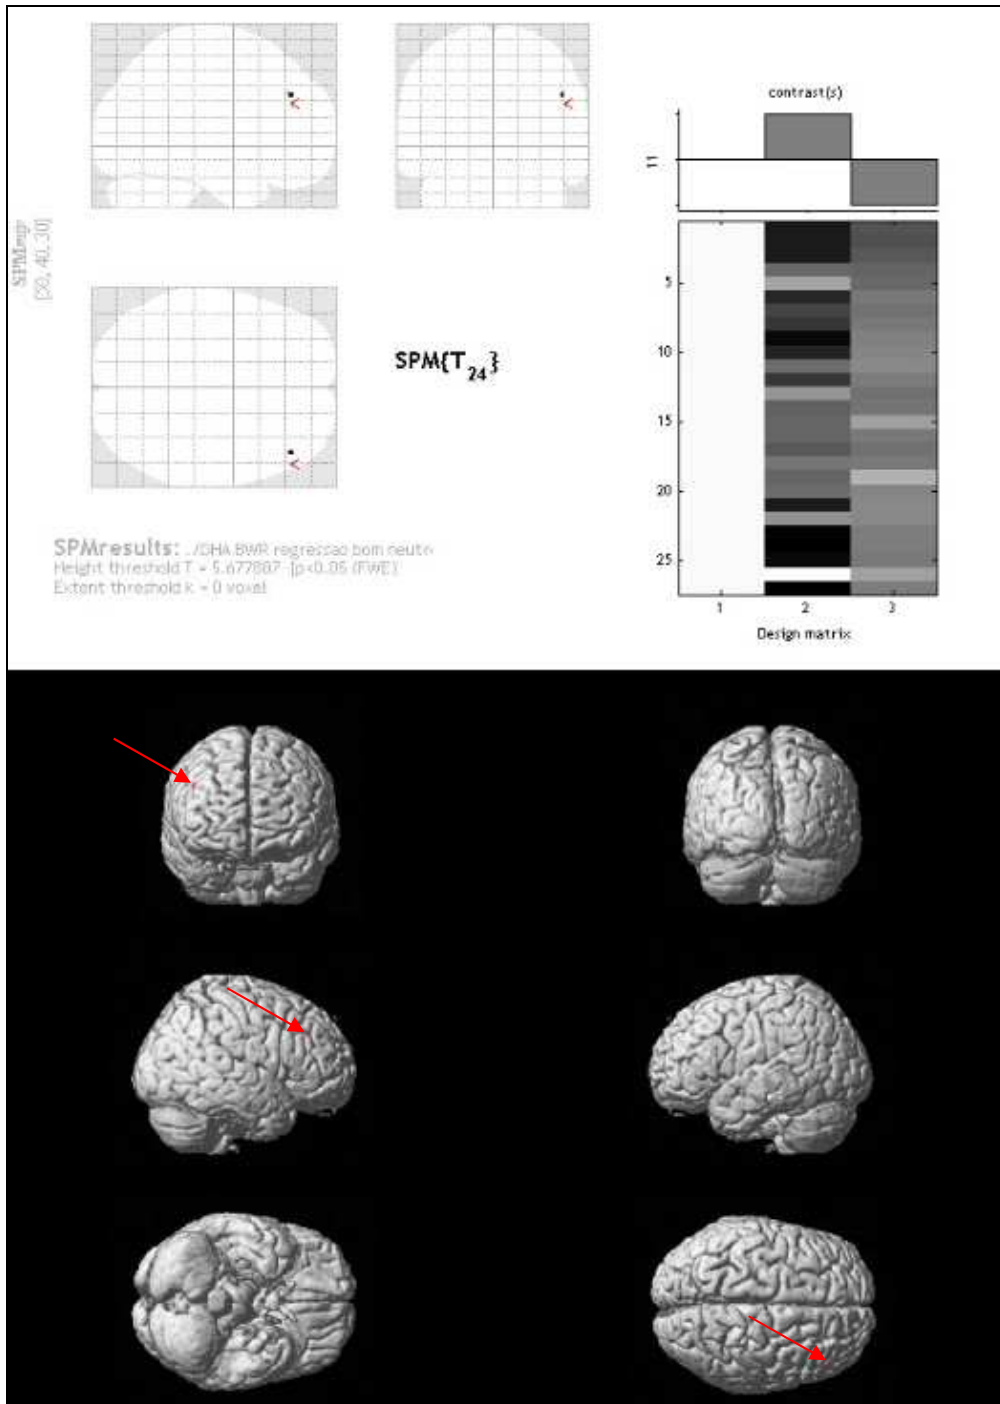 contrast(s)
11
SPMmip
[50, 40, 30]
SPM{T24}
5
10
15
20
25
1 2 3
Design matrix
SPMresults: ./DHA BWR regressao bom neutr
Height threshold T = 5.677887 {p<0.05 (FWE)}
Extent threshold k = 0 voxel